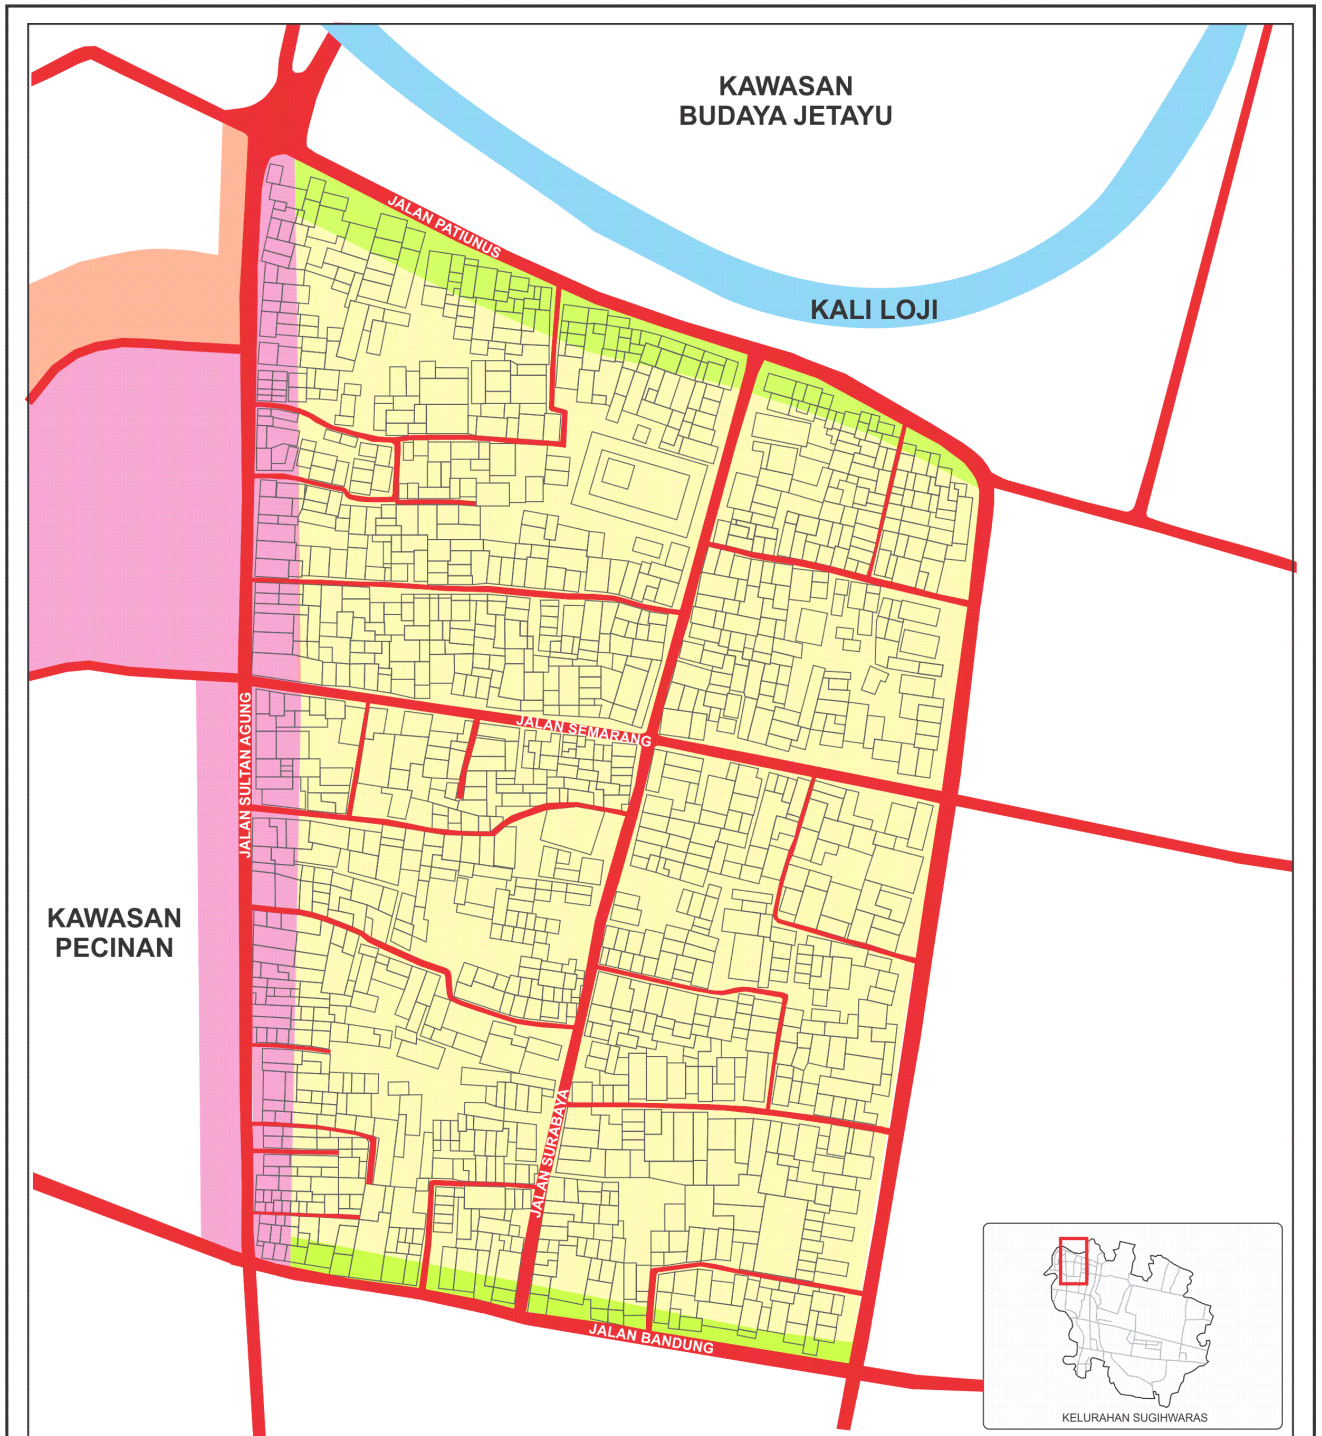 KAWASAN
BUDAYA JETAYU
JALAN PATIUNUS
KALI LOJI
JALAN SEMARANG
JALAN SULTAN AGUNG
KAWASAN
PECINAN
JALAN SURABAYA
JALAN BANDUNG
KELURAHAN SUGIHWARAS